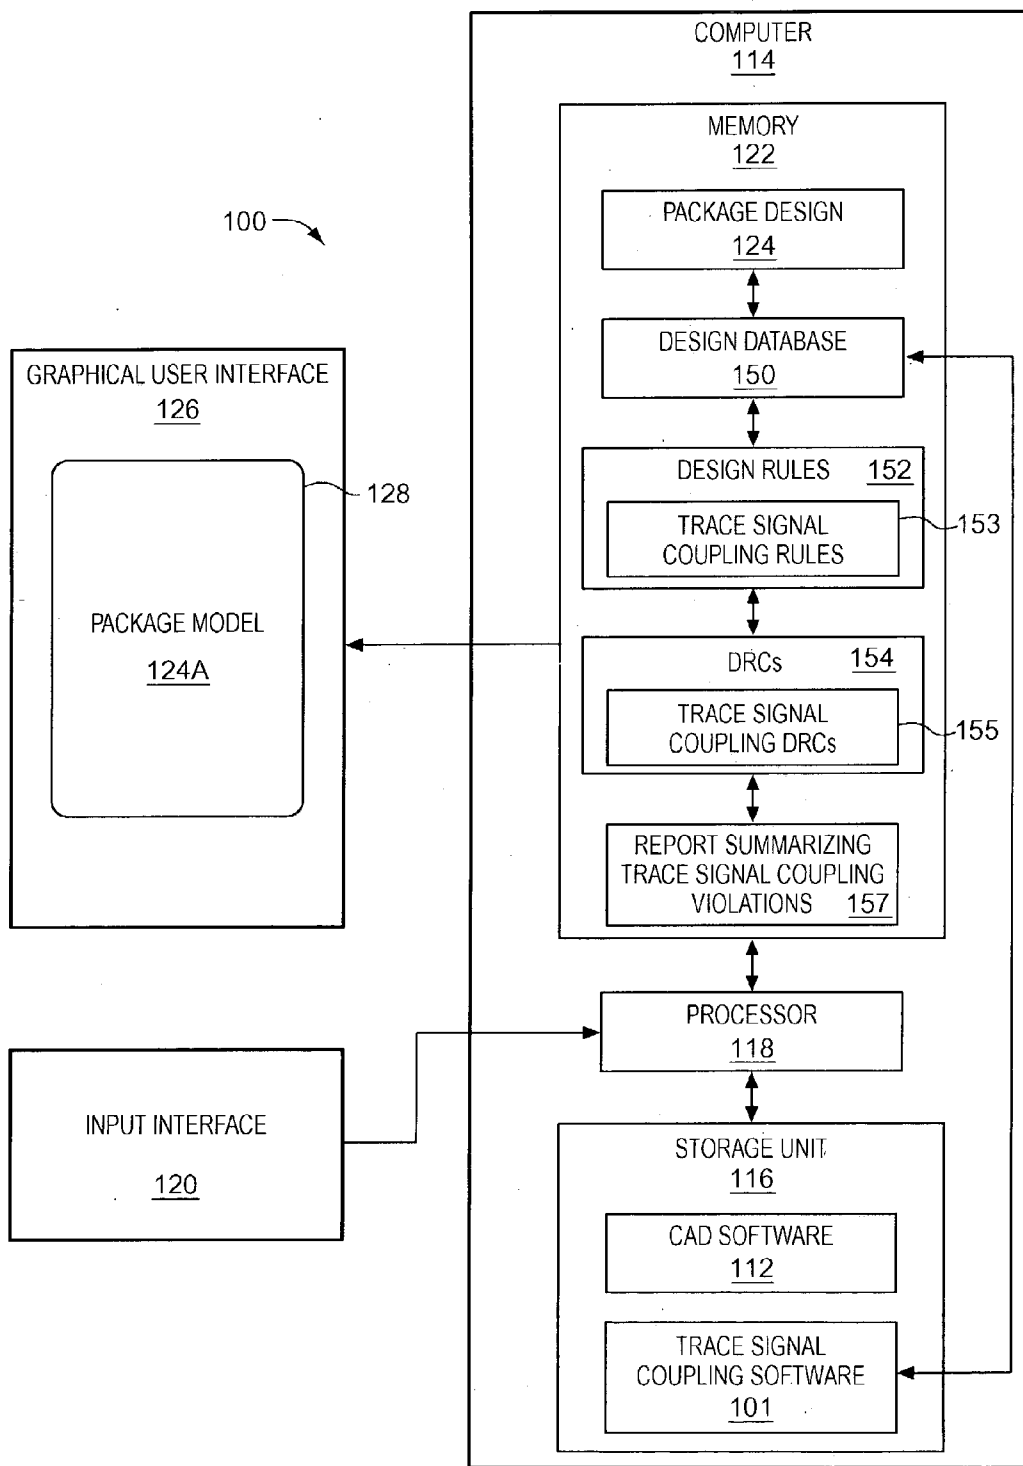 COMPUTER
114
MEMORY
122
PACKAGE DESIGN
124
100
DESIGN DATABASE
150
GRAPHICAL USER INTERFACE
126
DESIGN RULES 152
128
TRACE SIGNAL
COUPLING RULES
153
PACKAGE MODEL
124A
DRCs 154
TRACE SIGNAL
COUPLING DRCs
155
REPORT SUMMARIZING
TRACE SIGNAL COUPLING
VIOLATIONS 157
PROCESSOR
118
INPUT INTERFACE
120
STORAGE UNIT
116
CAD SOFTWARE
112
TRACE SIGNAL
COUPLING SOFTWARE
101